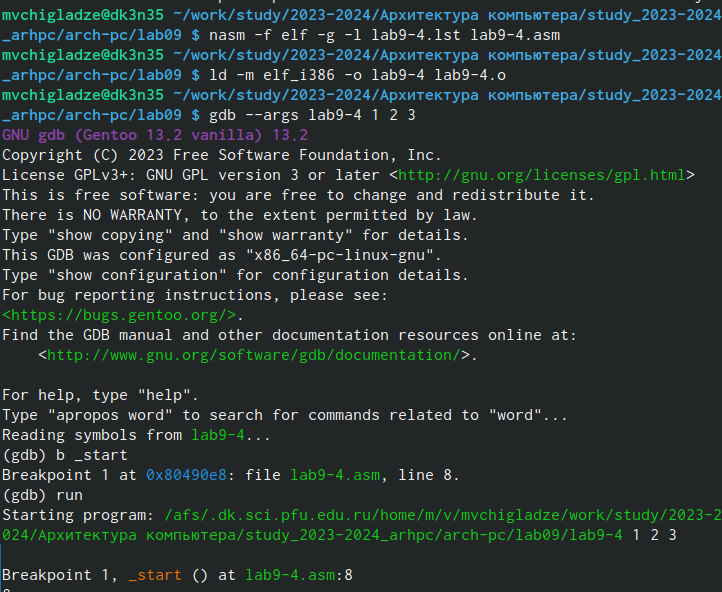 mvchigladze@dk3n35 ~/work/study/2023-2024/Архитектура компьютера/study_2023-2024
_arhpc/arch-pc/lab09 $ nasm -f elf -g -l lab9-4.lst lab9-4.asm
mvchigladze@dk3n35 ~/work/study/2023-2024/Архитектура компьютера/study_2023-2024
_arhpc/arch-pc/lab09 $ ld -m elf_i386 -o lab9-4 lab9-4.o
mvchigladze@dk3n35 ~/work/study/2023-2024/Архитектура компьютера/study_2023-2024
_arhpc/arch-pc/lab09 $ gdb --args lab9-4 1 2 3
GNU gdb (Gentoo 13.2 vanilla) 13.2
Copyright (C) 2023 Free Software Foundation, Inc.
License GPLv3+: GNU GPL version 3 or later <http://gnu.org/licenses/gpl.html>
This is free software: you are free to change and redistribute it.
There is NO WARRANTY, to the extent permitted by law.
Type "show copying" and "show warranty" for details.
This GDB was configured as "x86_64-pc-linux-gnu".
Type "show configuration" for configuration details.
For bug reporting instructions, please see:
<https://bugs.gentoo.org/>.
Find the GDB manual and other documentation resources online at:
    <http://www.gnu.org/software/gdb/documentation/>.

For help, type "help".
Type "apropos word" to search for commands related to "word"...
Reading symbols from lab9-4...
(gdb) b _start
Breakpoint 1 at 0x80490e8: file lab9-4.asm, line 8.
(gdb) run
Starting program: /afs/.dk.sci.pfu.edu.ru/home/m/v/mvchigladze/work/study/2023-2
024/Архитектура компьютера/study_2023-2024_arhpc/arch-pc/lab09/lab9-4 1 2 3

Breakpoint 1, _start () at lab9-4.asm:8